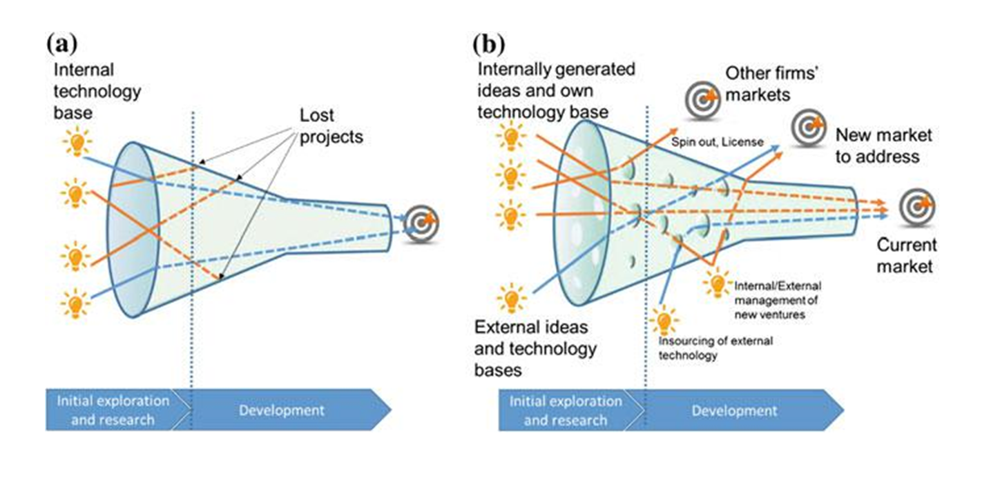 (a)
Internal
technology
base
Lost
projects
Initial exploration
and research
Development
(b)
Internally generated
ideas and own
technology base
Other firms'
markets
Spin out, License
New market
to address
Current
market
Internal/External
management of
new ventures
Insourcing of external
technology
External ideas
and technology
bases
Initial exploration
and research
Development